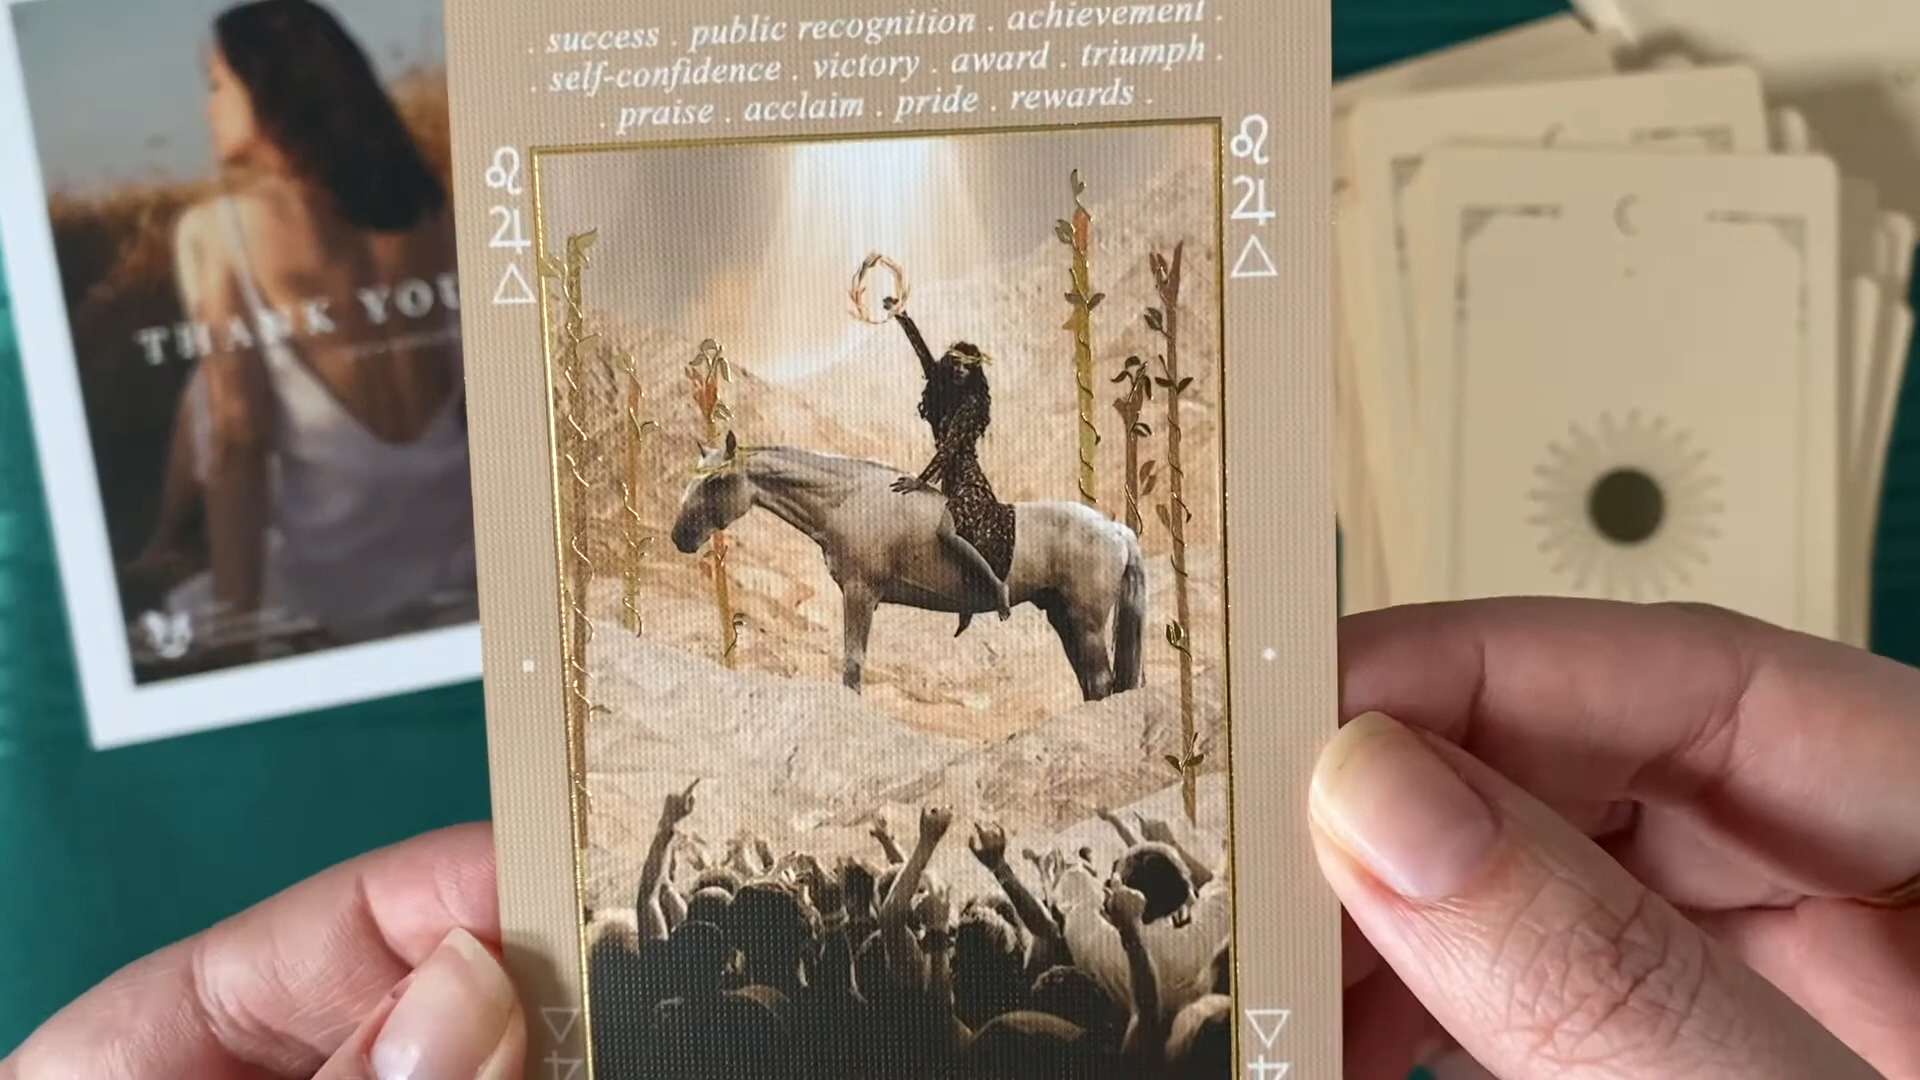 . success . public recognition . achievement .
. self-confidence . victory . award . triumph .
. praise . acclaim . pride . rewards .
♌
♃
△
♌
♃
△
THANK YOU
▽
▽